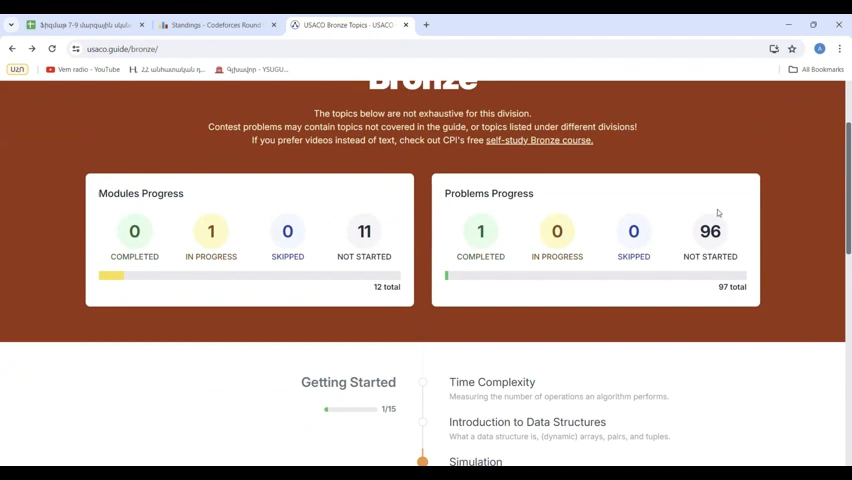 Ֆիզմաթ 7-9 մարզային սկսն
Standings - Codeforces Round
USACO Bronze Topics · USACO
usaco.guide/bronze/
ԱՀՈ
Vem radio - YouTube
Գլխավոր - YSUGU...
All Bookmarks
Bronze
The topics below are not exhaustive for this division.
Contest problems may contain topics not covered in the guide, or topics listed under different divisions!
If you prefer videos instead of text, check out CPI's free self-study Bronze course.
Modules Progress
0
1
0
11
COMPLETED
IN PROGRESS
SKIPPED
NOT STARTED
12 total
Problems Progress
1
0
0
96
COMPLETED
IN PROGRESS
SKIPPED
NOT STARTED
97 total
Getting Started
1/15
Time Complexity
Measuring the number of operations an algorithm performs.
Introduction to Data Structures
What a data structure is, (dynamic) arrays, pairs, and tuples.
Simulation